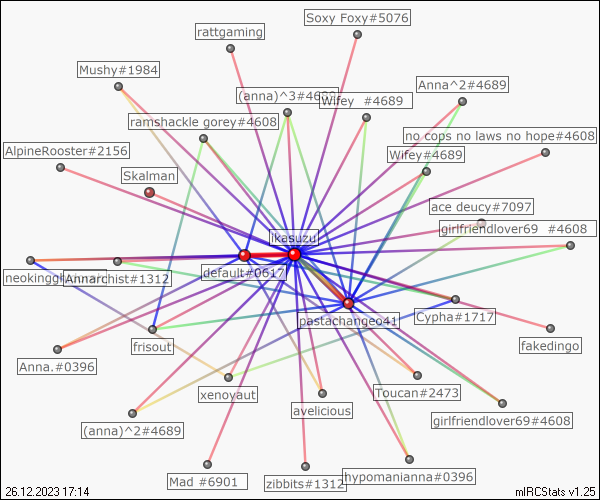 Soxy Foxy#5076
rattgaming
Mushy#1984
Anna^2#4689
(anna)^3#4689
Wifey #4689
ramshackle gorey#4608
no cops no laws no hope#4608
AlpineRooster#2156
Wifey#4689
Skalman
ace deucy#7097
girlfriendlover69 #4608
ikasuzu
default#0617
Annarchist#1312
pastachange041
Cypha#1717
frisout
fakedingo
Anna.#0396
xenoyaut
Toucan#2473
avelicious
girlfriendlover69#4608
(anna)^2#4689
Mad #6901
zibbits#1312
hypomanianna#0396
26.12.2023 17:14
mIRCStats v1.25